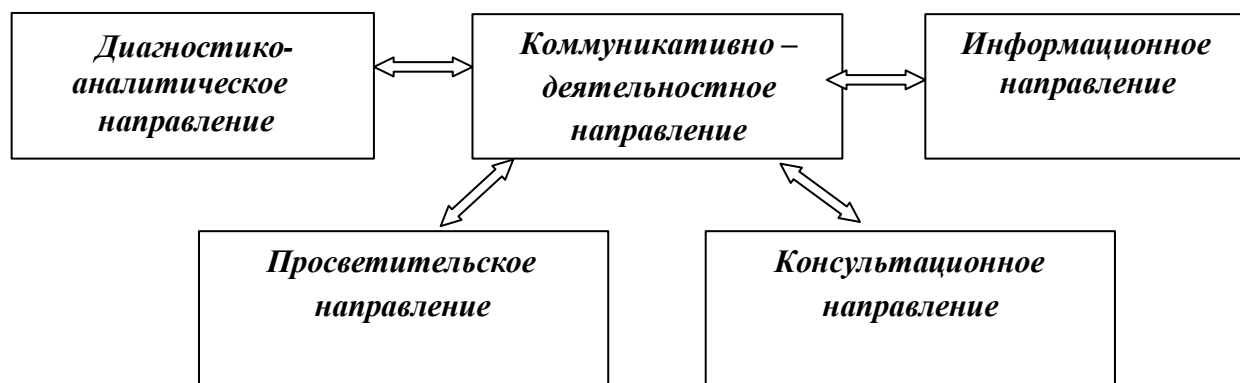 Диагностико-
аналитическое
направление
Коммуникативно –
деятельностное
направление
Информационное
направление
Просветительское
направление
Консультационное
направление